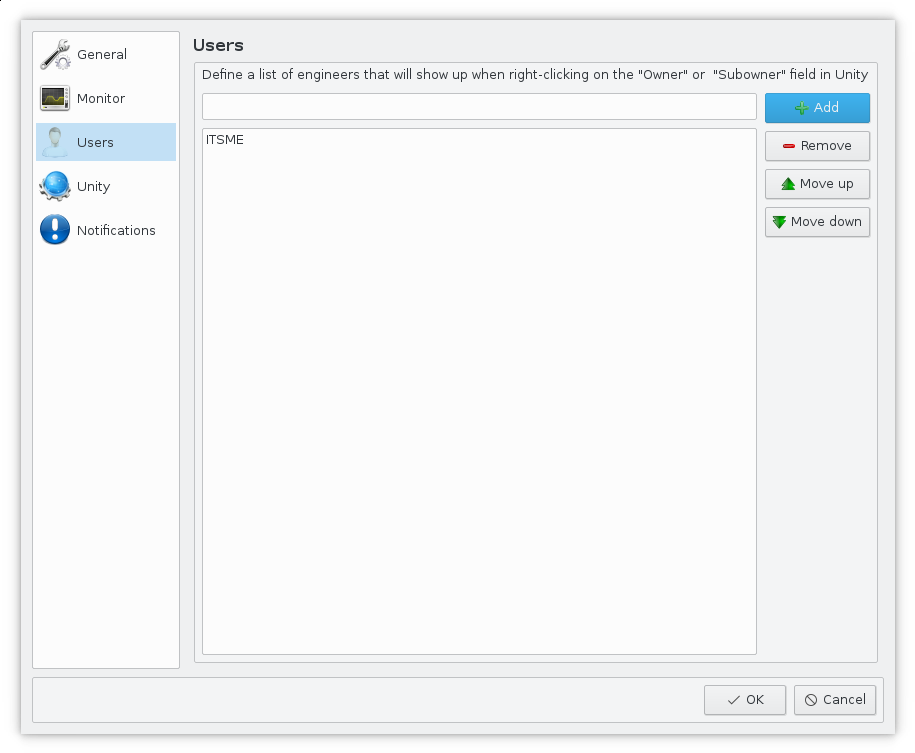 General
Monitor
Users
Unity
Notifications
Users
Define a list of engineers that will show up when right-clicking on the "Owner" or  "Subowner" field in Unity
Add
ITSME
Remove
Move up
Move down
OK
Cancel